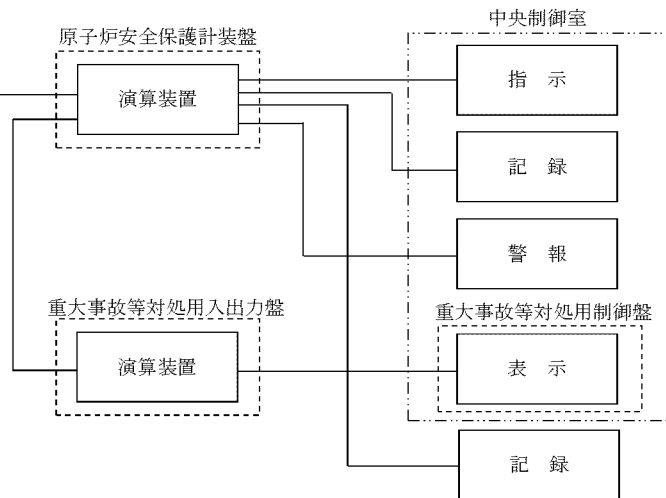 中央制御室
原子炉安全保護計装盤
演算装置
指 示
記 録
警 報
重大事故等対処用入出力盤
重大事故等対処用制御盤
演算装置
表 示
記 録